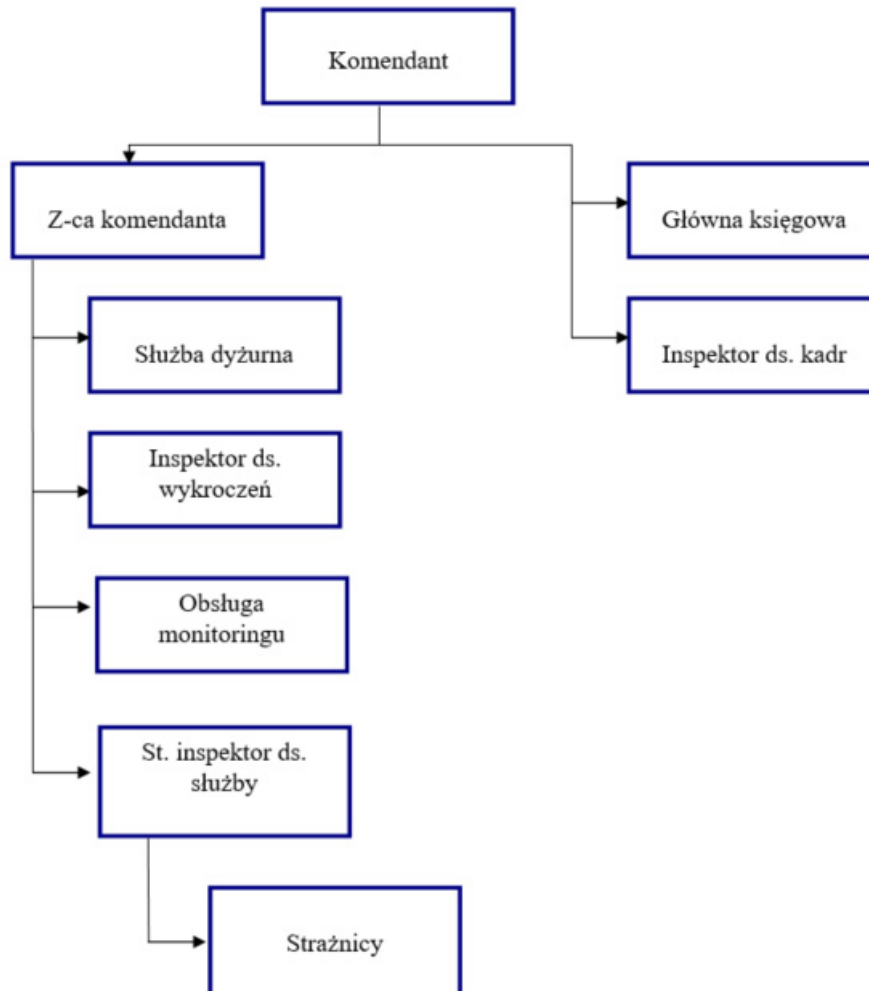 Komendant
Z-ca komendanta
Główna księgowa
Służba dyżurna
Inspektor ds. kadr
Inspektor ds.
wykroczeń
Obsługa
monitoringu
St. inspektor ds.
służby
Strażnicy